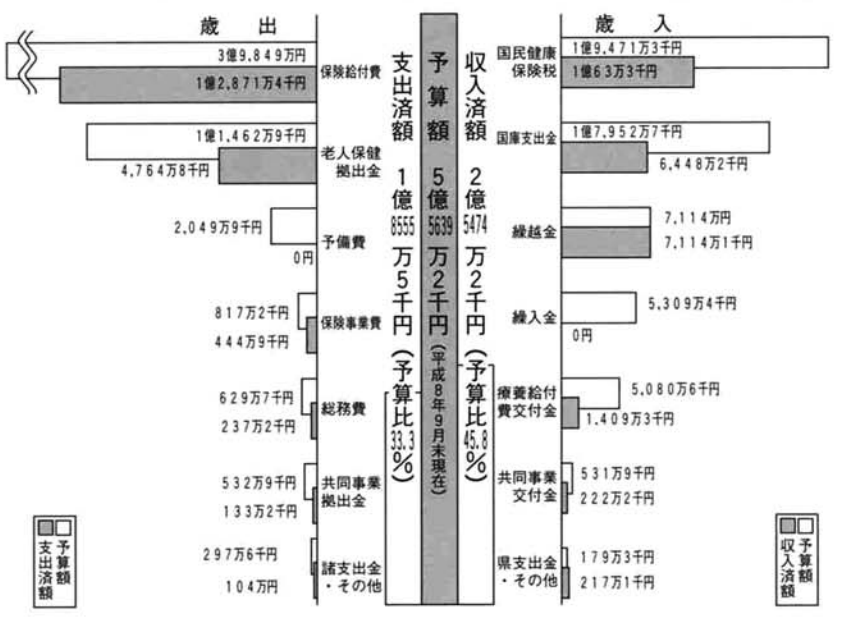 歳出
3億9,849万円
保険給付費
1億2,871万4千円
1億1,462万9千円
老人保健
拠出金
4,764万8千円
2,049万9千円
予備費
0円
817万2千円
保険事業費
444万9千円
629万7千円
総務費
237万2千円
532万9千円
共同事業
拠出金
133万2千円
297万6千円
諸支出金
・その他
104万円
予算額
支出済額
支出済額 1億8555万5千円(予算比33.3%)
予算額 5億5639万2千円(平成8年9月末現在)
収入済額 2億5474万2千円(予算比45.8%)
歳入
国民健康
保険税
1億9,471万3千円
1億63万3千円
国庫支出金
1億7,952万7千円
6,448万2千円
繰越金
7,114万円
7,114万1千円
繰入金
5,309万4千円
0円
療養給付
費交付金
5,080万6千円
1,409万3千円
共同事業
交付金
531万9千円
222万2千円
県支出金
・その他
179万3千円
217万1千円
予算額
収入済額